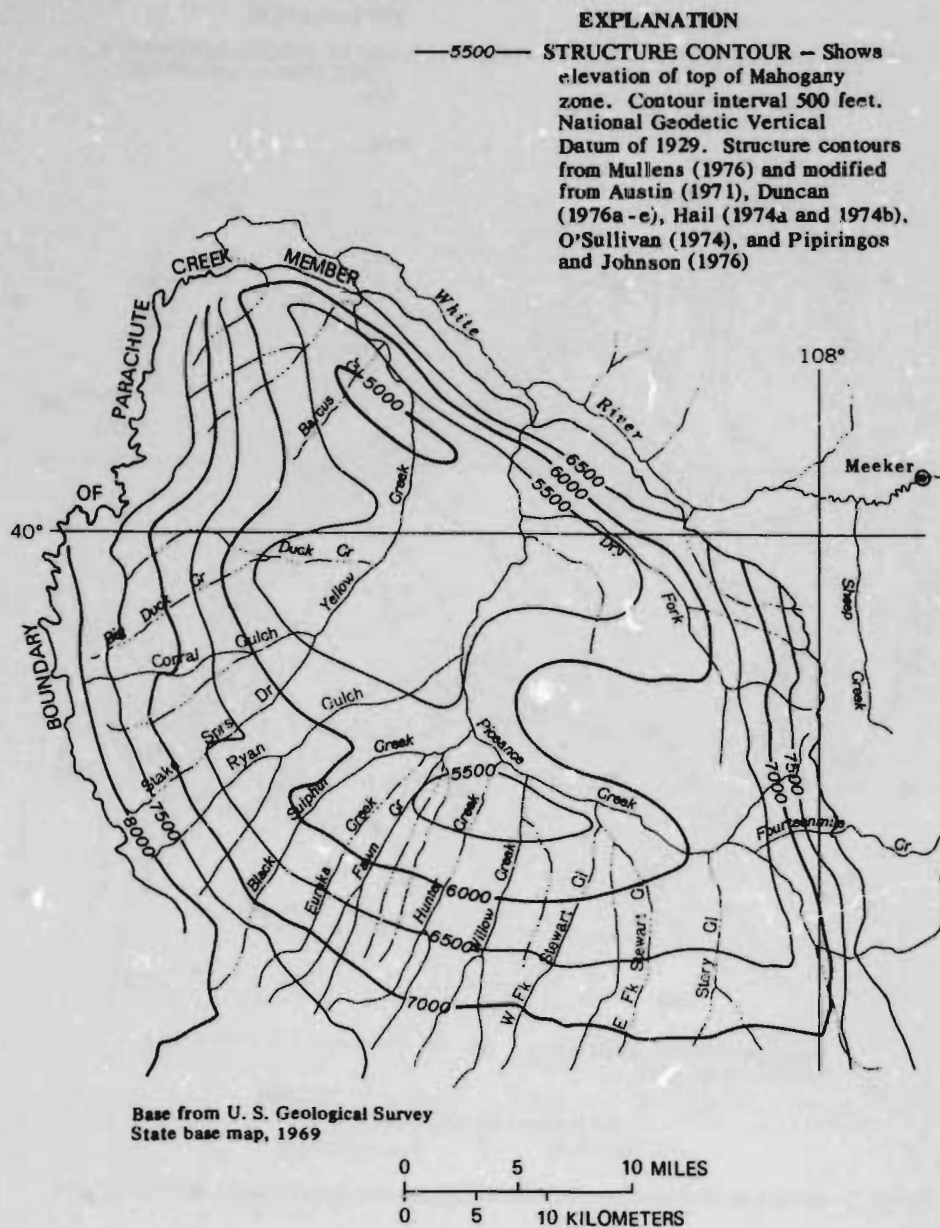 EXPLANATION
—5500— STRUCTURE CONTOUR – Shows
elevation of top of Mahogany
zone. Contour interval 500 feet.
National Geodetic Vertical
Datum of 1929. Structure contours
from Mullens (1976) and modified
from Austin (1971), Duncan
(1976a-e), Hail (1974a and 1974b),
O'Sullivan (1974), and Pipiringos
and Johnson (1976)
BOUNDARY OF PARACHUTE CREEK MEMBER
White River
108°
Meeker
40°
5000
Barcus
6500
6000
5500
Yellow Creek
Duck Cr
Big Duck Cr
Dry Fork
Sheep Creek
Corral Gulch
Stake Sprs Dr
Ryan Gulch
Piceance Creek
Black Sulphur Creek
5500
7500
7000
8000
7500
Fourteenmile Cr
Eureka Creek
Fawn Cr
Hunter Creek
Willow Creek
6000
6500
7000
W Fk Stewart Gl
E Fk Stewart G
Story Gl
Base from U. S. Geological Survey
State base map, 1969
0 5 10 MILES
0 5 10 KILOMETERS